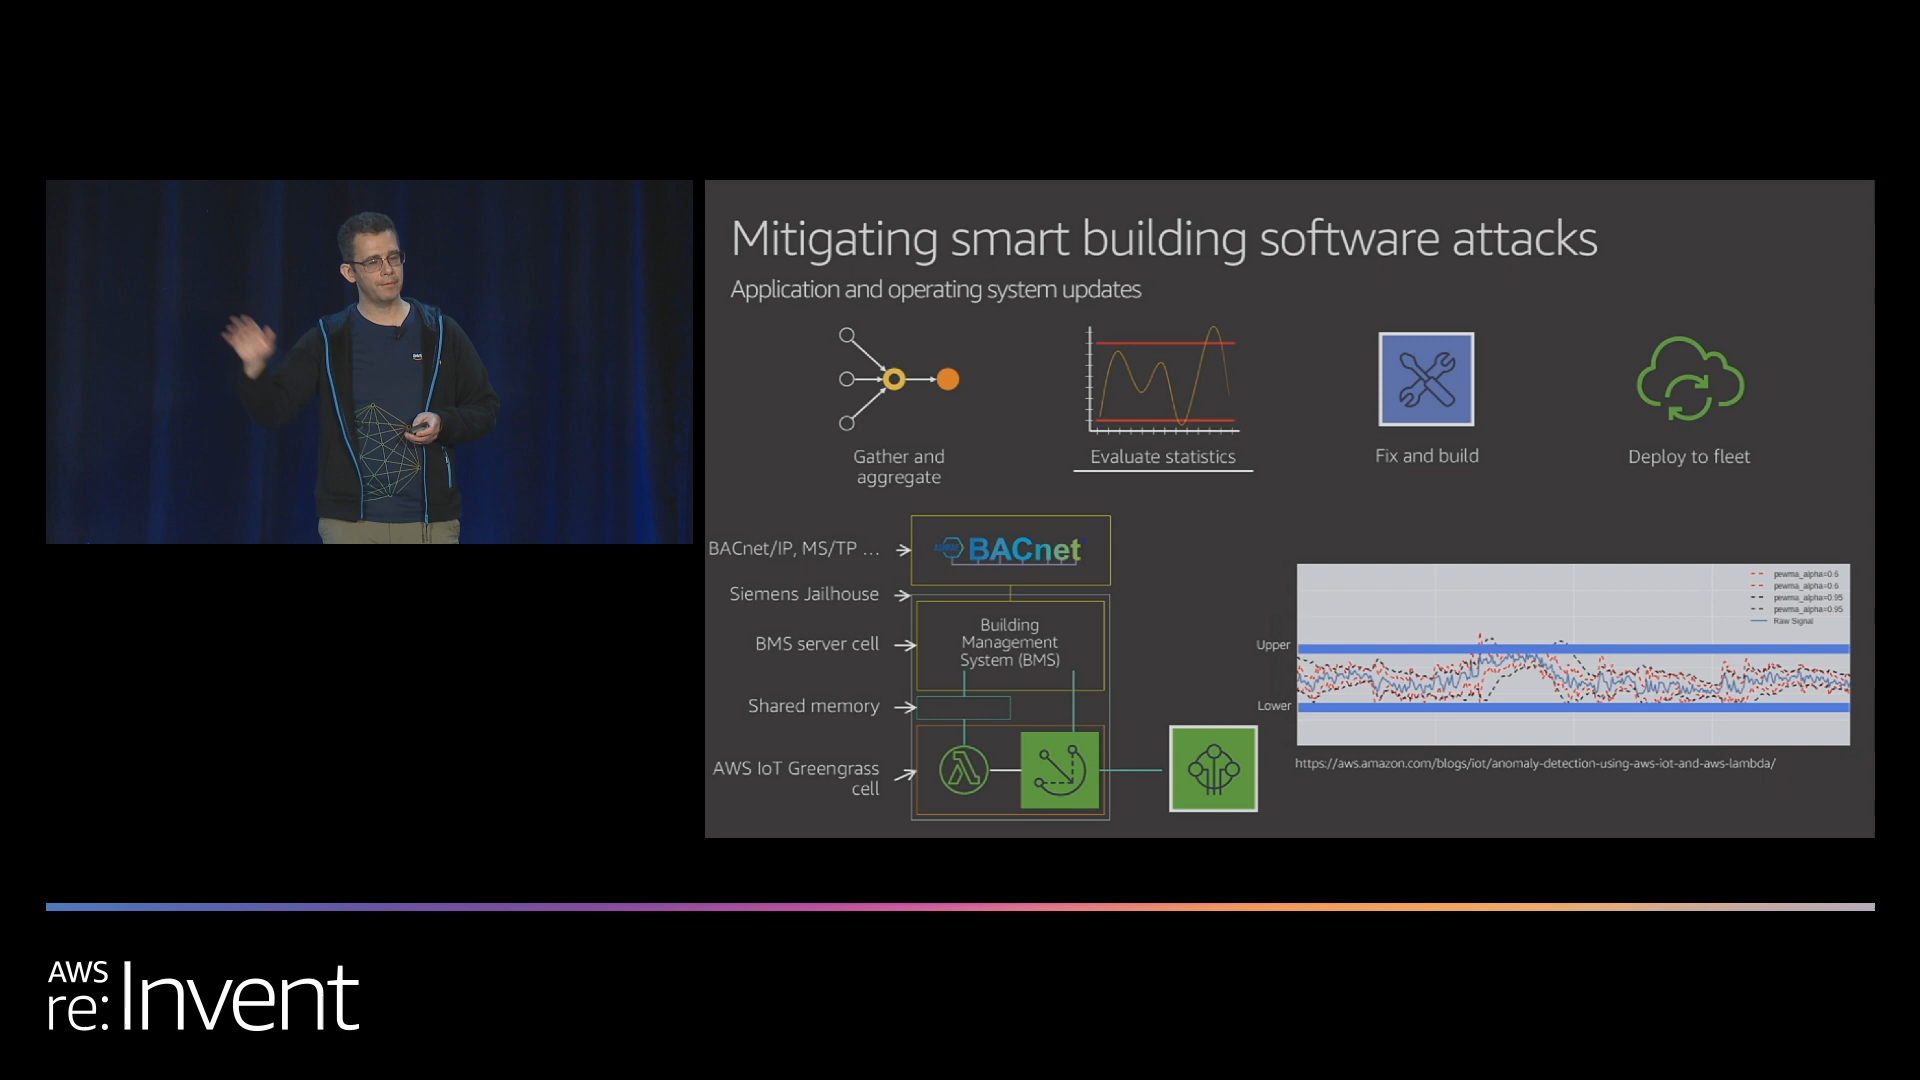 Mitigating smart building software attacks
Application and operating system updates
Gather and
aggregate
Evaluate statistics
Fix and build
Deploy to fleet
BACnet/IP, MS/TP ...
BACnet
Siemens Jailhouse
BMS server cell
Building
Management
System (BMS)
Shared memory
AWS IoT Greengrass
cell
pewma_alpha=0.6
pewma_alpha=0.6
pewma_alpha=0.95
pewma_alpha=0.95
Raw Signal
Upper
Lower
https://aws.amazon.com/blogs/iot/anomaly-detection-using-aws-iot-and-aws-lambda/
AWS
re:Invent